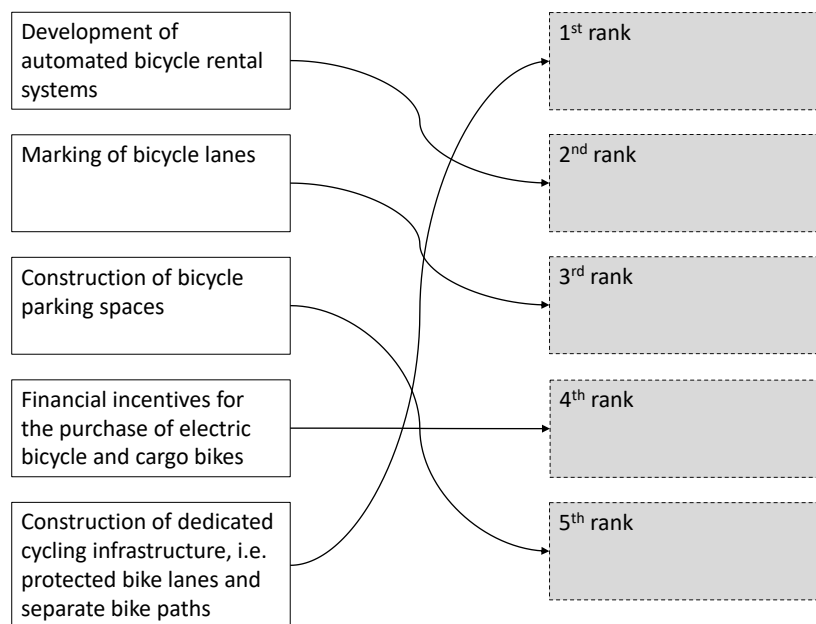 Development of
automated bicycle rental
systems
Marking of bicycle lanes
Construction of bicycle
parking spaces
Financial incentives for
the purchase of electric
bicycle and cargo bikes
Construction of dedicated
cycling infrastructure, i.e.
protected bike lanes and
separate bike paths
1st rank
2nd rank
3rd rank
4th rank
5th rank